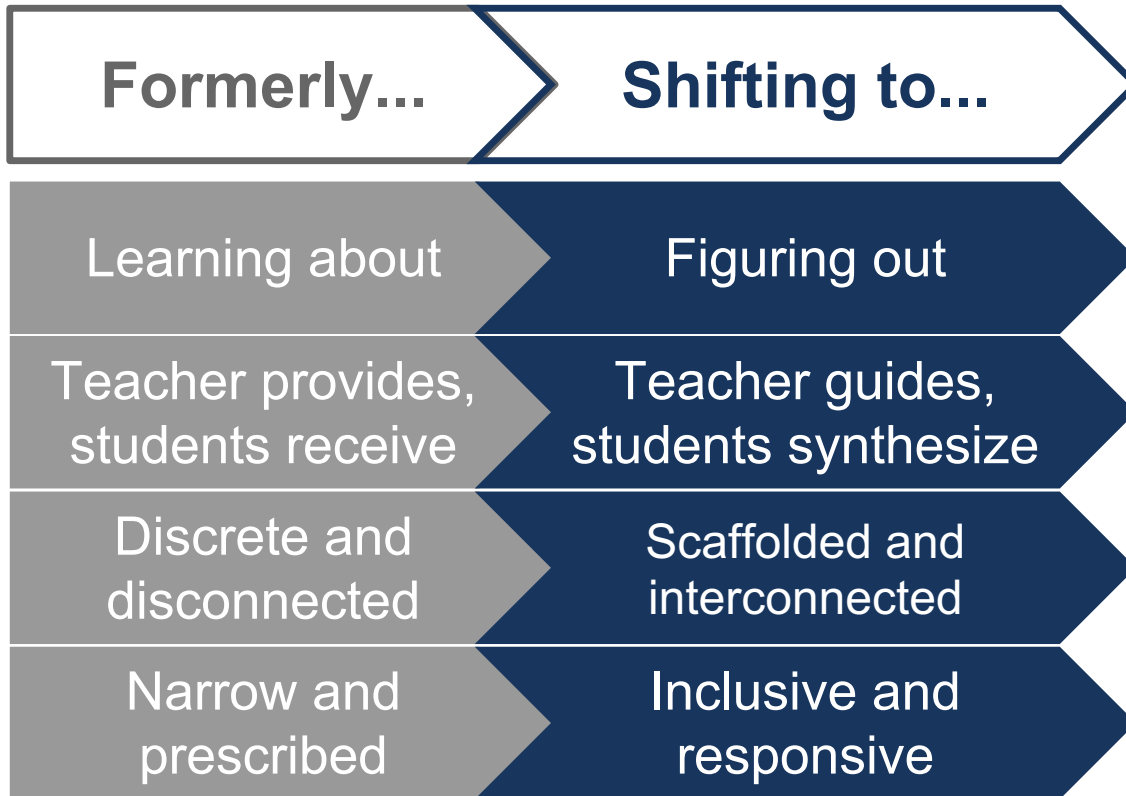 Formerly...
Shifting to...
Learning about
Figuring out
Teacher provides,
students receive
Teacher guides,
students synthesize
Discrete and
disconnected
Scaffolded and
interconnected
Narrow and
prescribed
Inclusive and
responsive